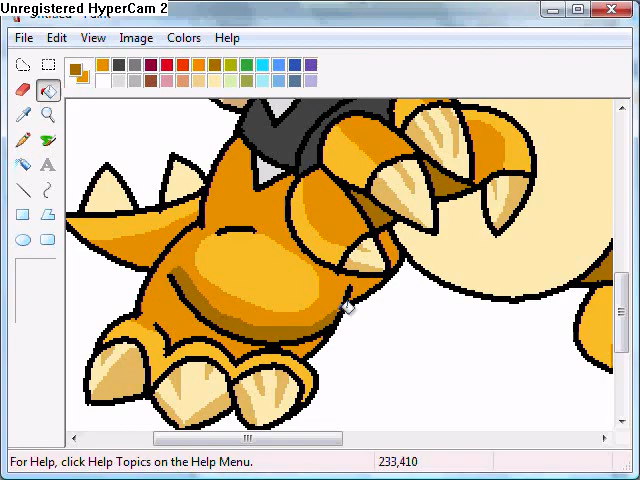 Unregistered HyperCam 2
File Edit View Image Colors Help
A
For Help, click Help Topics on the Help Menu.
233,410